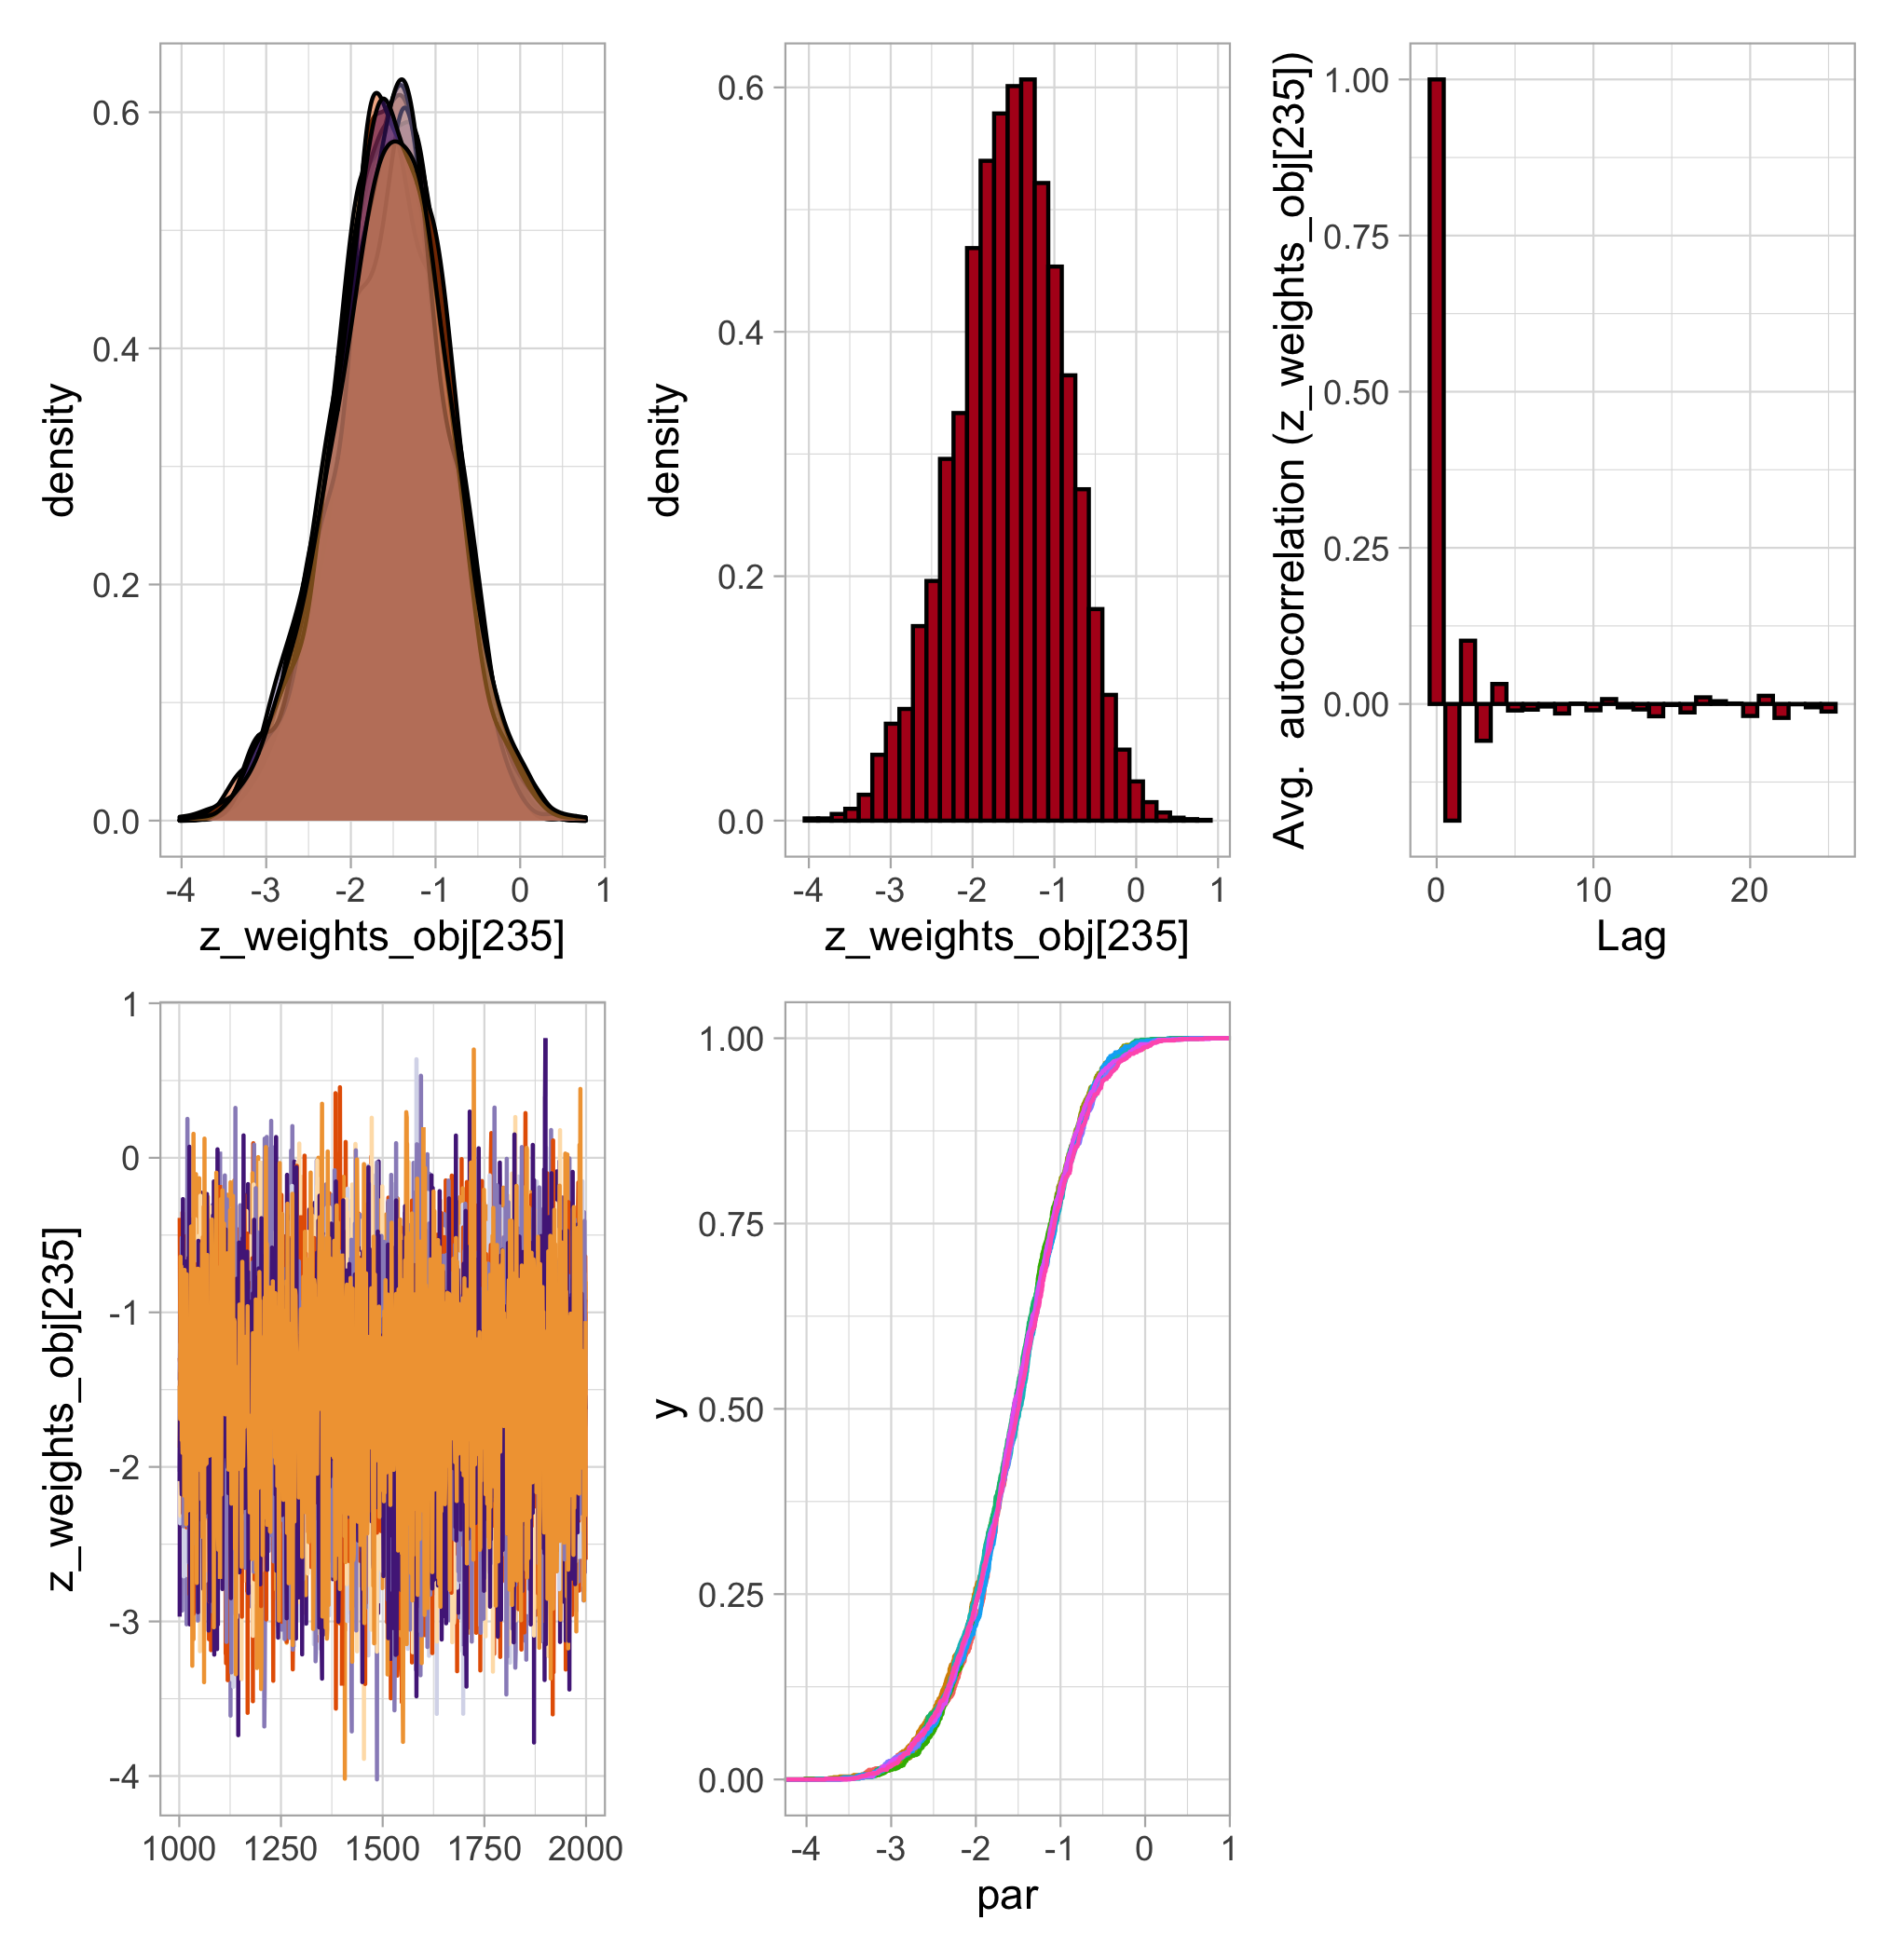 density
0.6
0.4
0.2
0.0
-4 -3 -2 -1 0 1
z_weights_obj[235]
density
0.6
0.4
0.2
0.0
-4 -3 -2 -1 0 1
z_weights_obj[235]
Avg. autocorrelation (z_weights_obj[235])
1.00
0.75
0.50
0.25
0.00
0 10 20
Lag
z_weights_obj[235]
1
0
-1
-2
-3
-4
1000 1250 1500 1750 2000
y
1.00
0.75
0.50
0.25
0.00
-4 -3 -2 -1 0 1
par